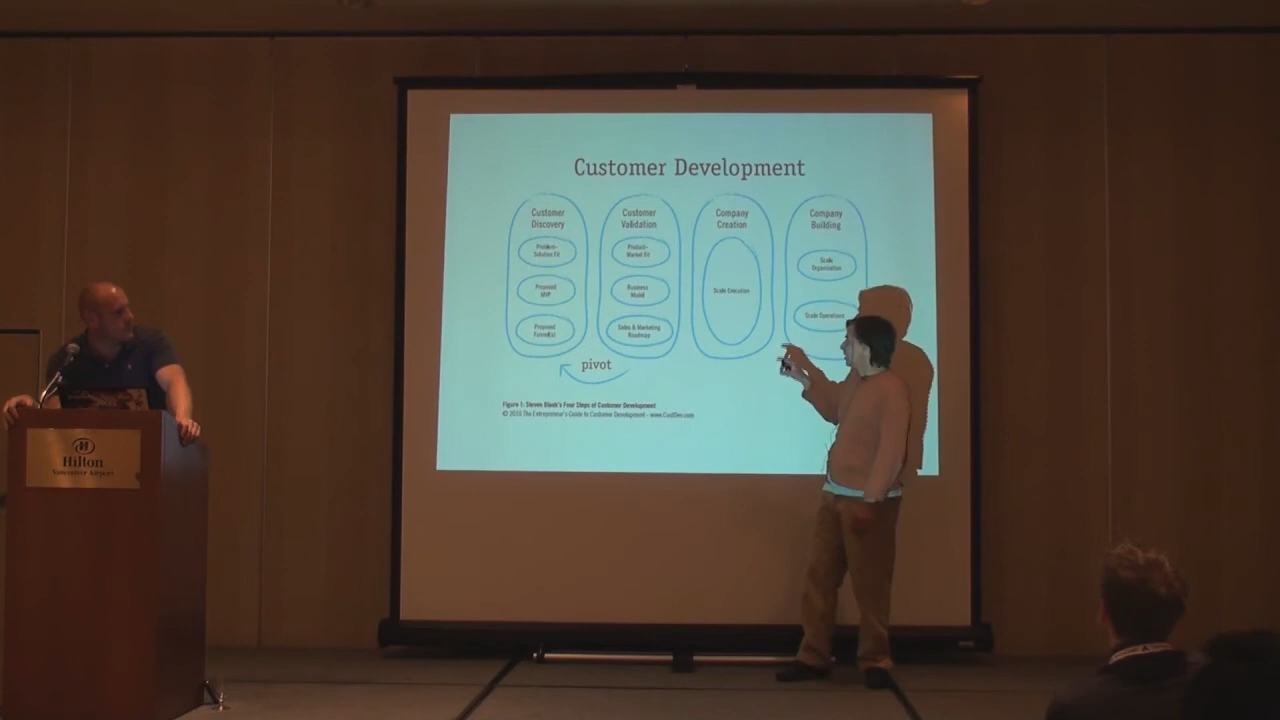 Customer Development
Customer
Discovery
Problem-
Solution Fit
Proposed
MVP
Proposed
Funnel(s)
Customer
Validation
Product-
Market Fit
Business
Model
Sales & Marketing
Roadmap
Company
Creation
Scale Execution
Company
Building
Scale
Organization
Scale Operations
pivot
Figure 1: Steven Blank's Four Steps of Customer Development
© 2010 The Entrepreneur's Guide to Customer Development - www.CustDev.com
Hilton
Vancouver Airport